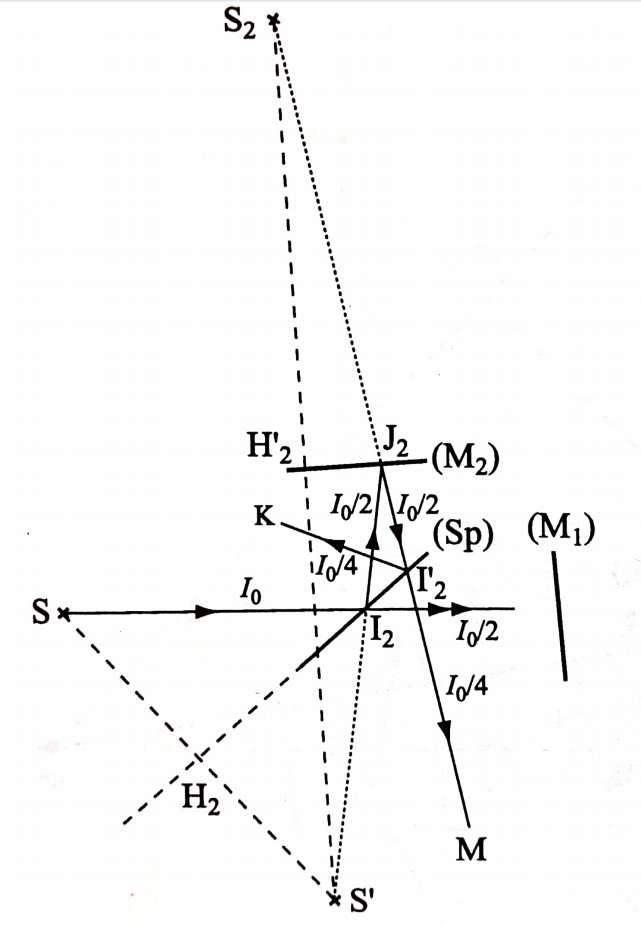 S₂
H'₂
J₂
(M₂)
I₀/2
I₀/2
K
(Sp)
(M₁)
I₀/4
I'₂
S
I₀
I₂
I₀/2
I₀/4
H₂
M
S'